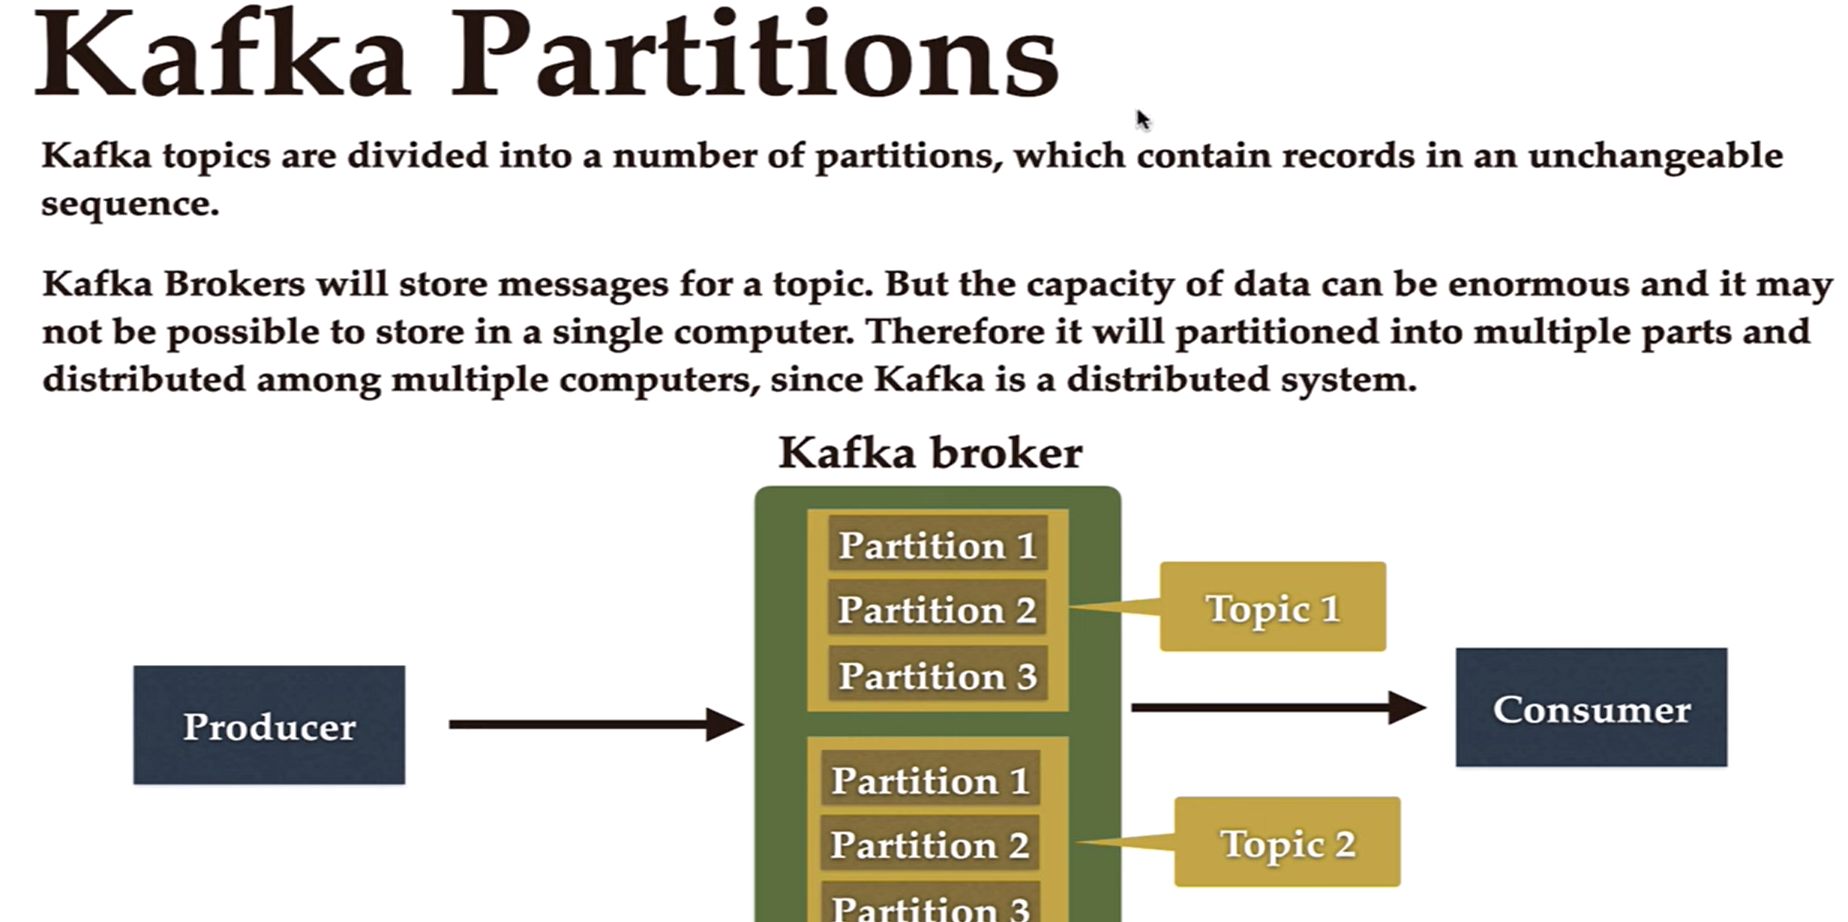 Kafka Partitions
Kafka topics are divided into a number of partitions, which contain records in an unchangeable
sequence.
Kafka Brokers will store messages for a topic. But the capacity of data can be enormous and it may
not be possible to store in a single computer. Therefore it will partitioned into multiple parts and
distributed among multiple computers, since Kafka is a distributed system.
Kafka broker
Partition 1
Partition 2
Partition 3
Topic 1
Producer
Consumer
Partition 1
Partition 2
Partition 3
Topic 2